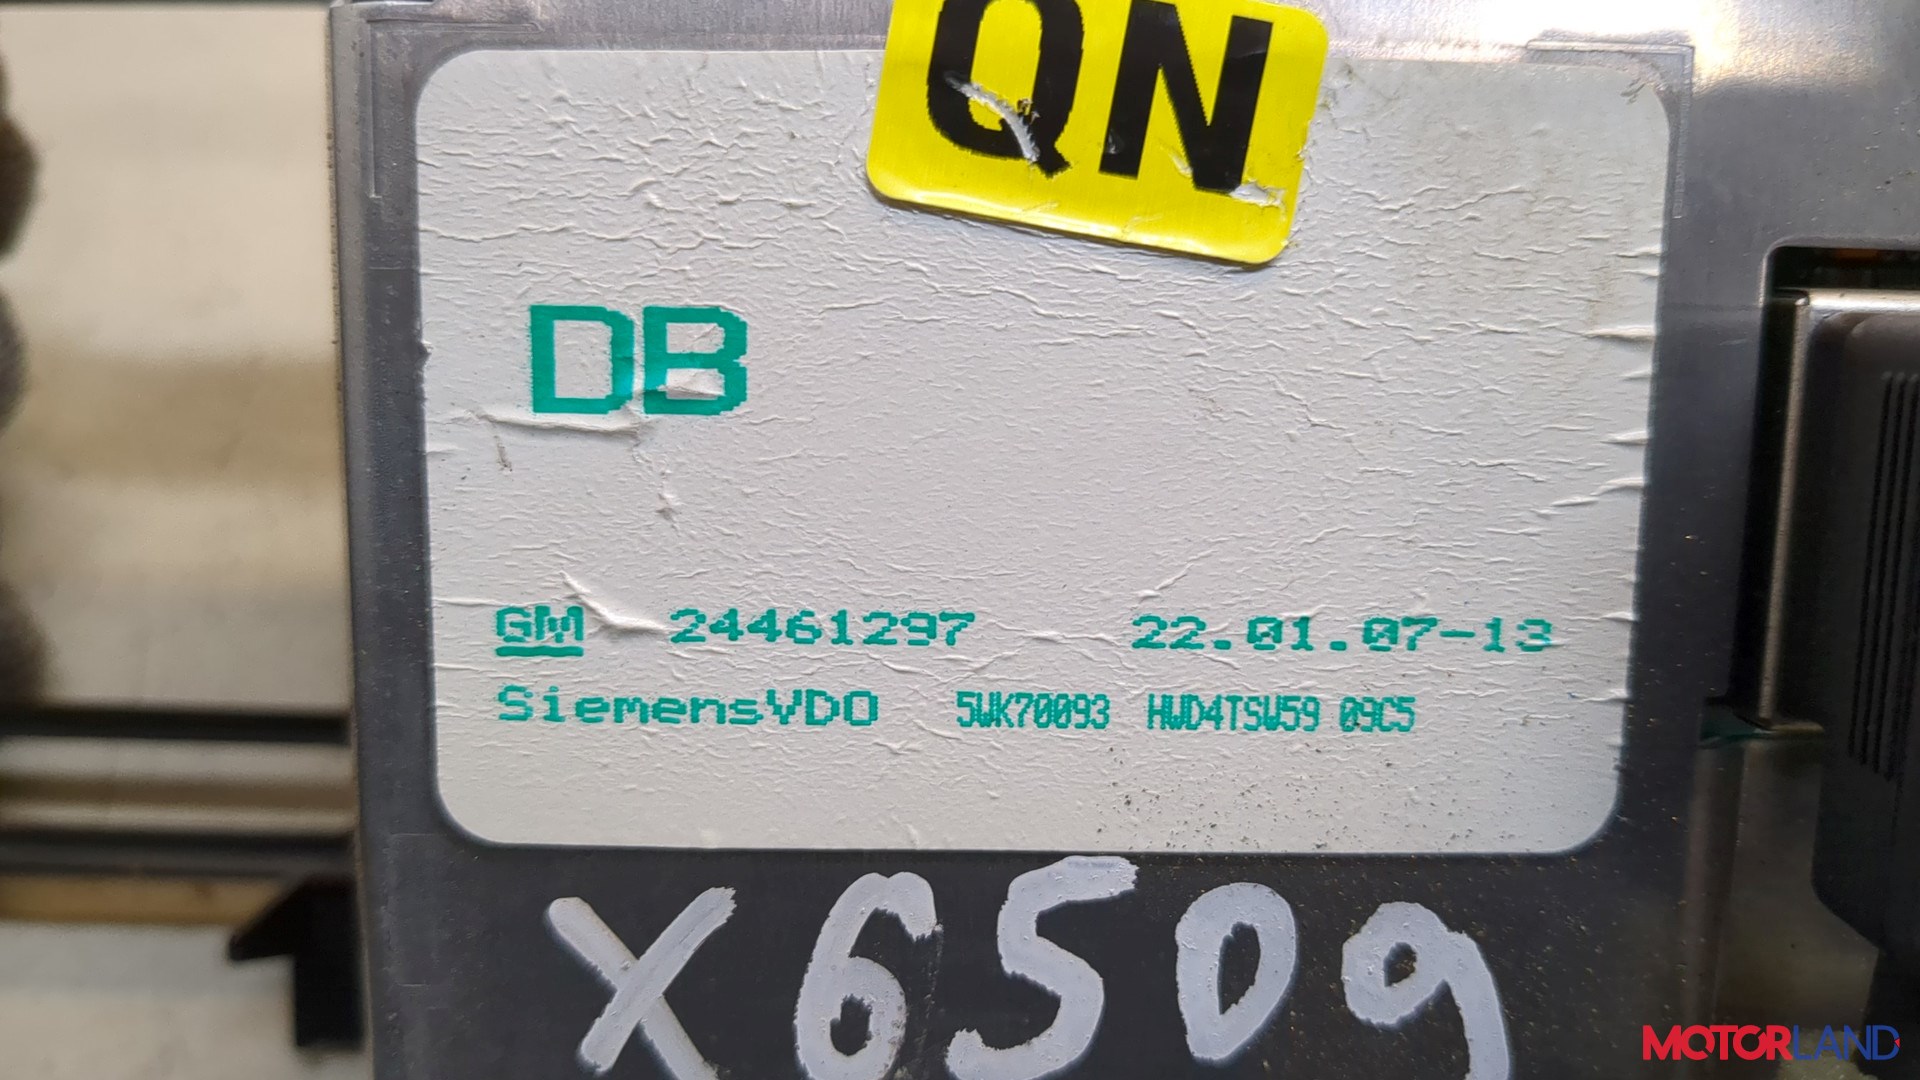 QN
DB
GM 24461297 22.01.07-13
SiemensVDO 5WK70093 HWD4TSW59 09C5
X6509
MOTORLAND